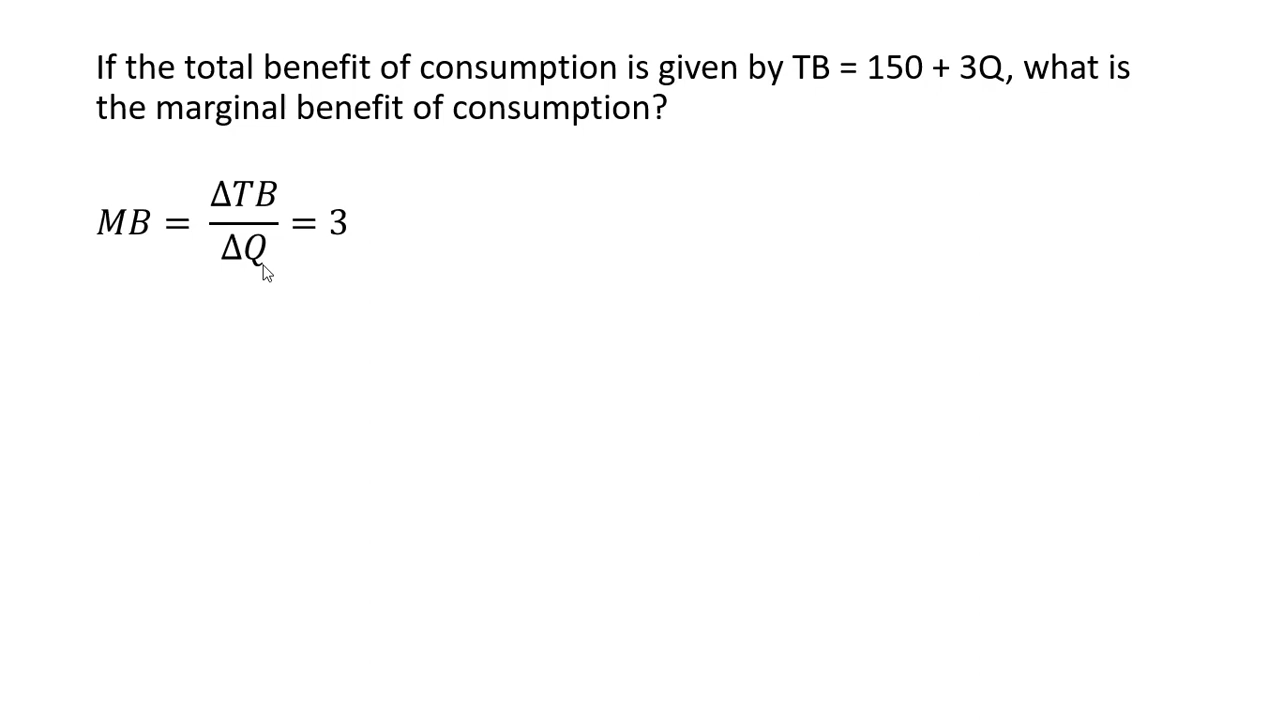 If the total benefit of consumption is given by TB = 150 + 3Q, what is
the marginal benefit of consumption?
MB = ΔTB/ΔQ = 3